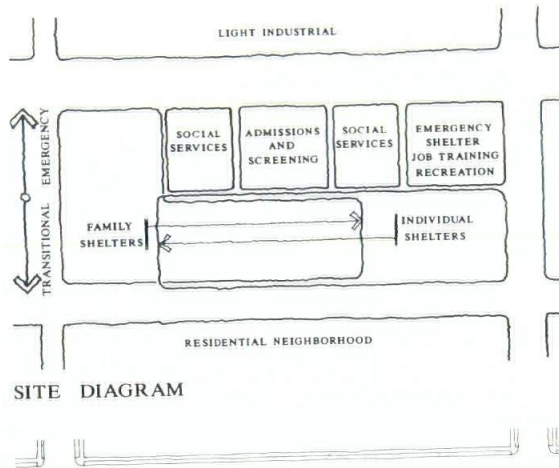 LIGHT INDUSTRIAL
EMERGENCY
TRANSITIONAL
SOCIAL
SERVICES
ADMISSIONS
AND
SCREENING
SOCIAL
SERVICES
EMERGENCY
SHELTER
JOB TRAINING
RECREATION
FAMILY
SHELTERS
INDIVIDUAL
SHELTERS
RESIDENTIAL NEIGHBORHOOD
SITE DIAGRAM